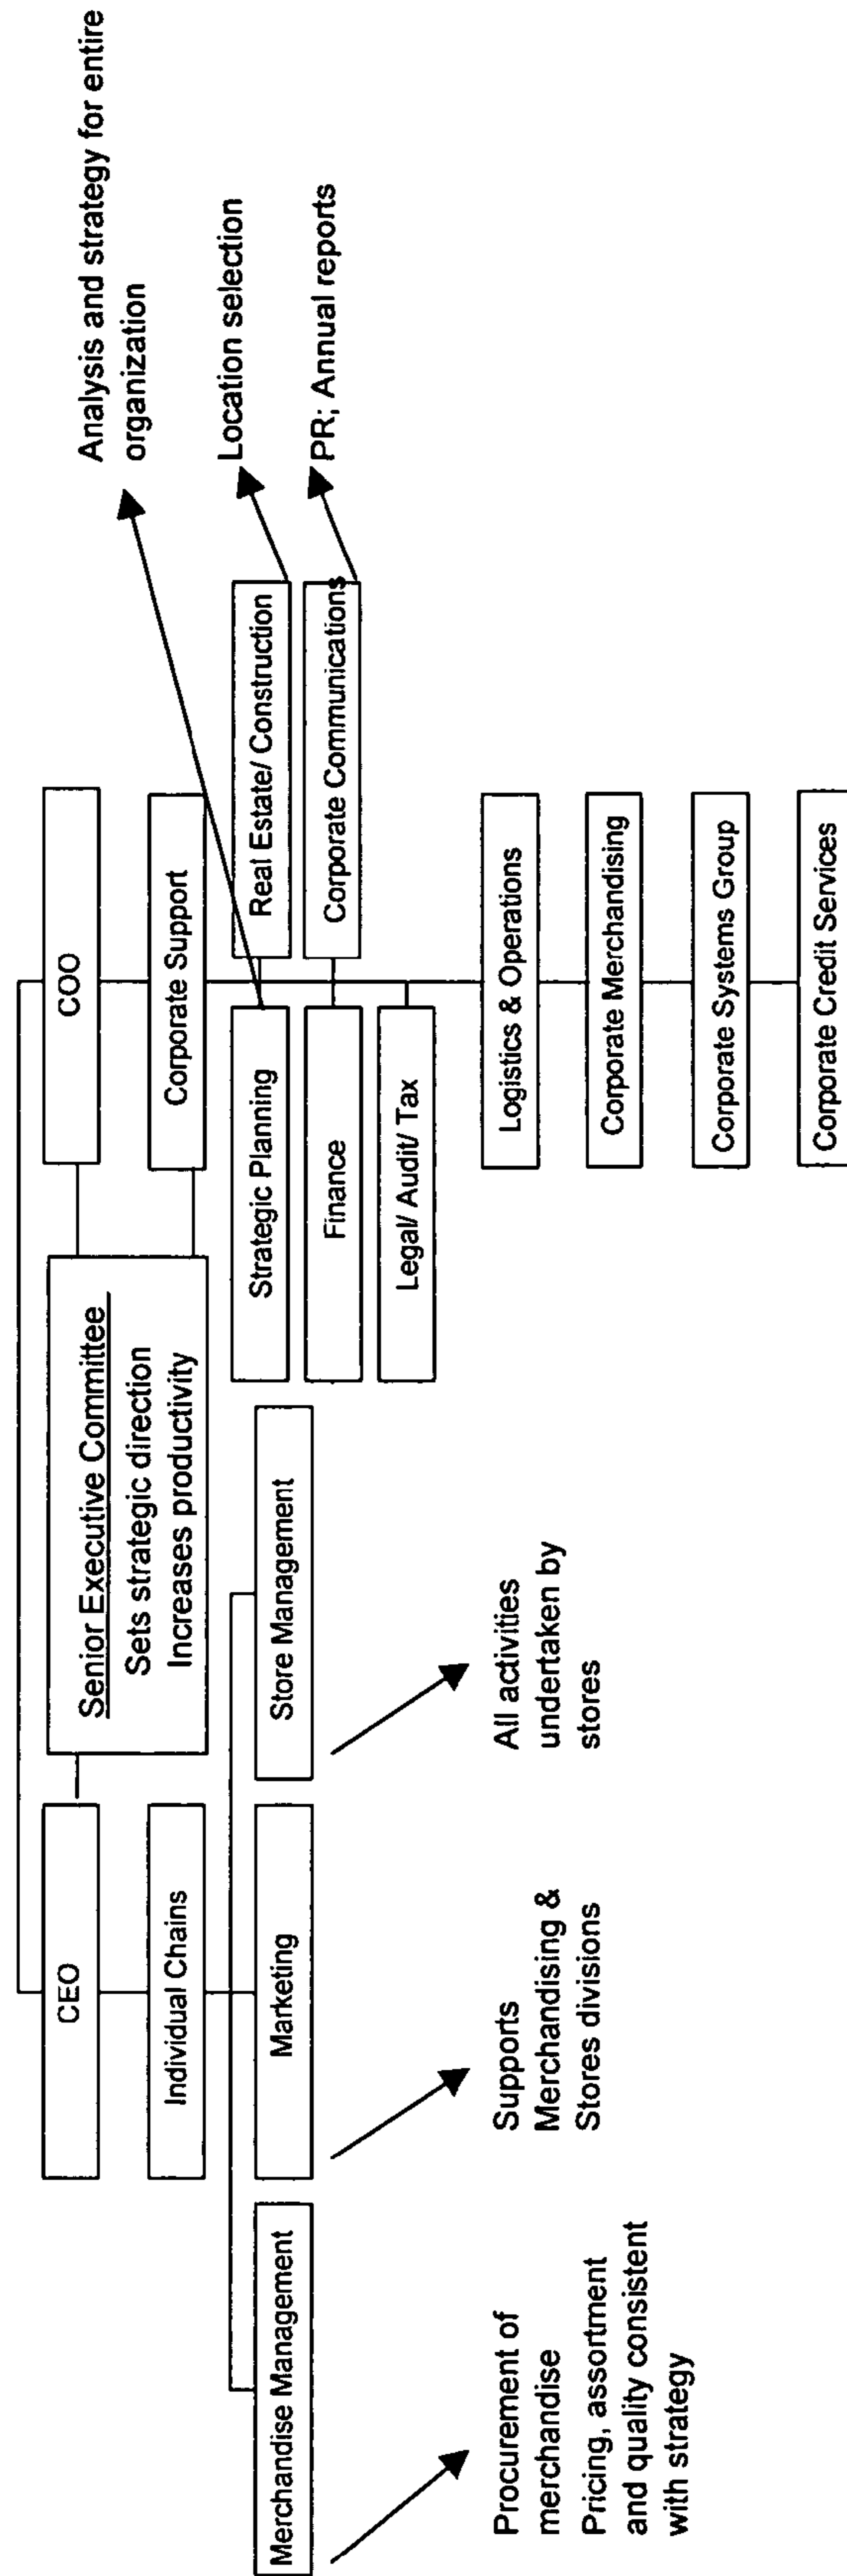 CEO
COO
Senior Executive Committee
Sets strategic direction
Increases productivity
Individual Chains
Corporate Support
Merchandise Management
Marketing
Store Management
Strategic Planning
Real Estate/ Construction
Finance
Corporate Communications
Legal/ Audit/ Tax
Logistics & Operations
Corporate Merchandising
Corporate Systems Group
Corporate Credit Services
Analysis and strategy for entire
organization
Location selection
PR; Annual reports
Procurement of
merchandise
Pricing, assortment
and quality consistent
with strategy
Supports
Merchandising &
Stores divisions
All activities
undertaken by
stores